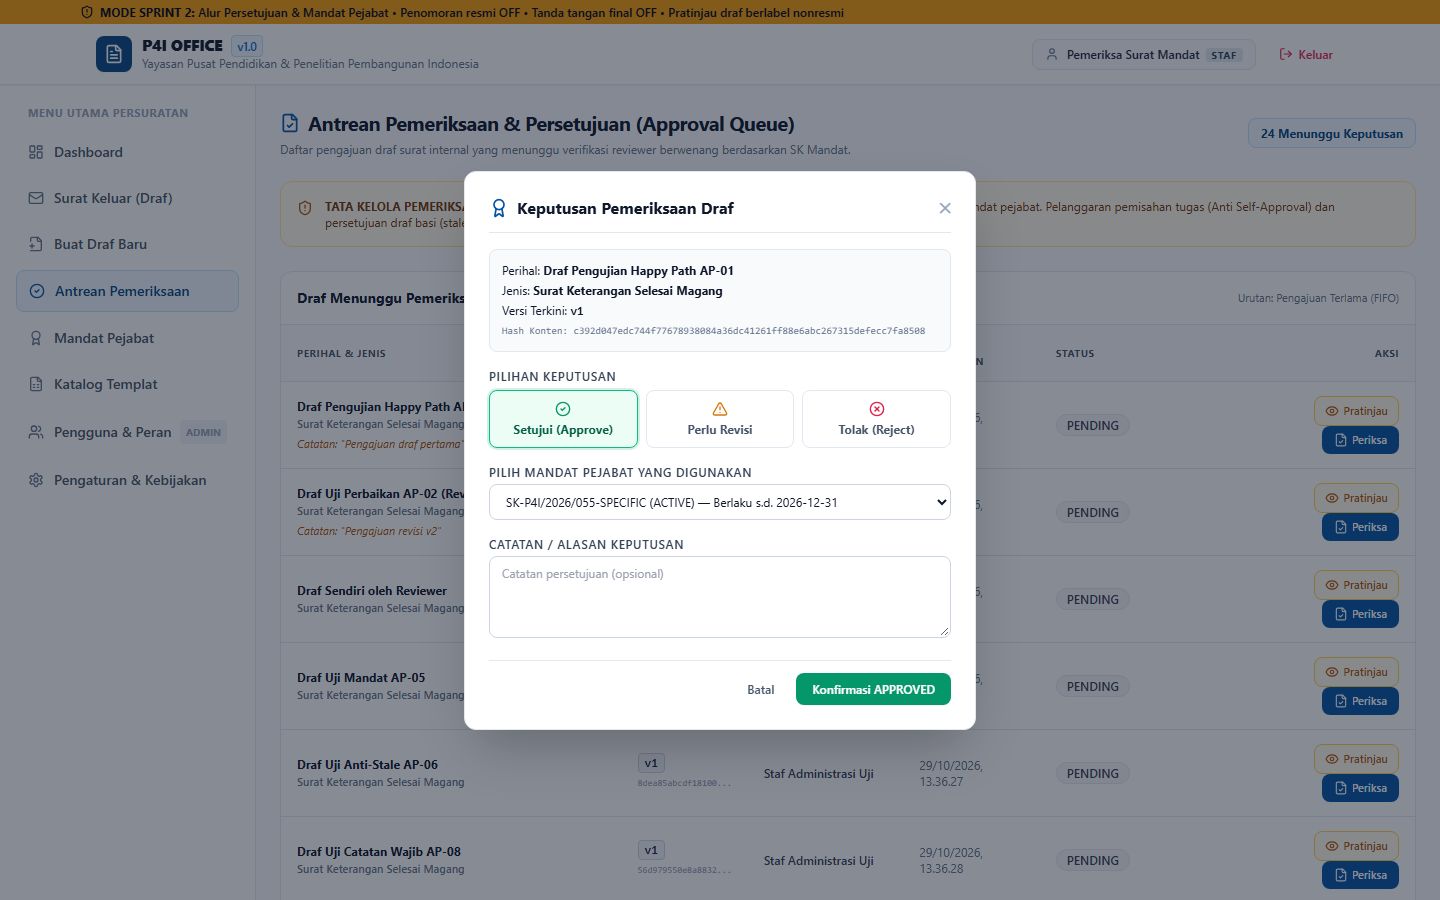 MODE SPRINT 2: Alur Persetujuan & Mandat Pejabat • Penomoran resmi OFF • Tanda tangan final OFF • Pratinjau draf berlabel nonresmi
P4I OFFICE v1.0
Yayasan Pusat Pendidikan & Penelitian Pembangunan Indonesia
Pemeriksa Surat Mandat STAF
Keluar
MENU UTAMA PERSURATAN
Dashboard
Surat Keluar (Draf)
Buat Draf Baru
Antrean Pemeriksaan
Mandat Pejabat
Katalog Templat
Pengguna & Peran ADMIN
Pengaturan & Kebijakan
Antrean Pemeriksaan & Persetujuan (Approval Queue)
Daftar pengajuan draf surat internal yang menunggu verifikasi reviewer berwenang berdasarkan SK Mandat.
24 Menunggu Keputusan
TATA KELOLA PEMERIKSA
ndat pejabat. Pelanggaran pemisahan tugas (Anti Self-Approval) dan
persetujuan draf basi (stale
Draf Menunggu Pemeriks
Urutan: Pengajuan Terlama (FIFO)
PERIHAL & JENIS
N
STATUS
AKSI
Draf Pengujian Happy Path A
Surat Keterangan Selesai Magang
Catatan: "Pengajuan draf pertama"
PENDING
Pratinjau
Periksa
Draf Uji Perbaikan AP-02 (Rev
Surat Keterangan Selesai Magang
Catatan: "Pengajuan revisi v2"
PENDING
Pratinjau
Periksa
Draf Sendiri oleh Reviewer
Surat Keterangan Selesai Magang
PENDING
Pratinjau
Periksa
Draf Uji Mandat AP-05
Surat Keterangan Selesai Magang
PENDING
Pratinjau
Periksa
Draf Uji Anti-Stale AP-06
Surat Keterangan Selesai Magang
v1
8dea85abcdf18100...
Staf Administrasi Uji
29/10/2026,
13.36.27
PENDING
Pratinjau
Periksa
Draf Uji Catatan Wajib AP-08
Surat Keterangan Selesai Magang
v1
56d979550e8a8832...
Staf Administrasi Uji
29/10/2026,
13.36.28
PENDING
Pratinjau
Periksa
Keputusan Pemeriksaan Draf
Perihal: Draf Pengujian Happy Path AP-01
Jenis: Surat Keterangan Selesai Magang
Versi Terkini: v1
Hash Konten: c392d047edc744f77678938084a36dc41261ff88e6abc267315defecc7fa8508
PILIHAN KEPUTUSAN
Setujui (Approve)
Perlu Revisi
Tolak (Reject)
PILIH MANDAT PEJABAT YANG DIGUNAKAN
SK-P4I/2026/055-SPECIFIC (ACTIVE) — Berlaku s.d. 2026-12-31
CATATAN / ALASAN KEPUTUSAN
Catatan persetujuan (opsional)
Batal
Konfirmasi APPROVED